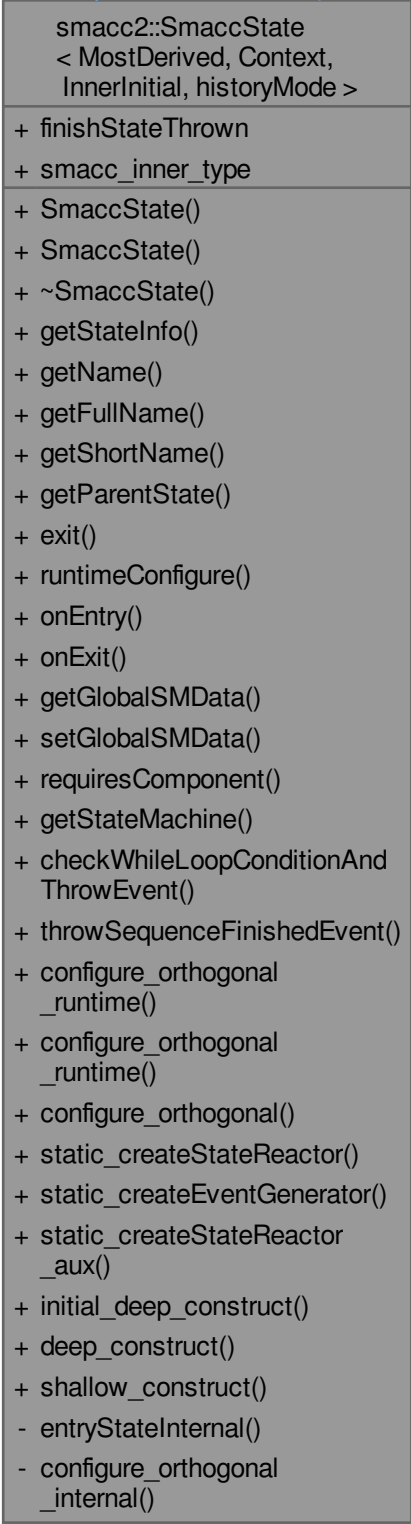 smacc2::SmaccState
< MostDerived, Context,
InnerInitial, historyMode >
+ finishStateThrown
+ smacc_inner_type
+ SmaccState()
+ SmaccState()
+ ~SmaccState()
+ getStateInfo()
+ getName()
+ getFullName()
+ getShortName()
+ getParentState()
+ exit()
+ runtimeConfigure()
+ onEntry()
+ onExit()
+ getGlobalSMData()
+ setGlobalSMData()
+ requiresComponent()
+ getStateMachine()
+ checkWhileLoopConditionAnd
ThrowEvent()
+ throwSequenceFinishedEvent()
+ configure_orthogonal
_runtime()
+ configure_orthogonal
_runtime()
+ configure_orthogonal()
+ static_createStateReactor()
+ static_createEventGenerator()
+ static_createStateReactor
_aux()
+ initial_deep_construct()
+ deep_construct()
+ shallow_construct()
- entryStateInternal()
- configure_orthogonal
_internal()